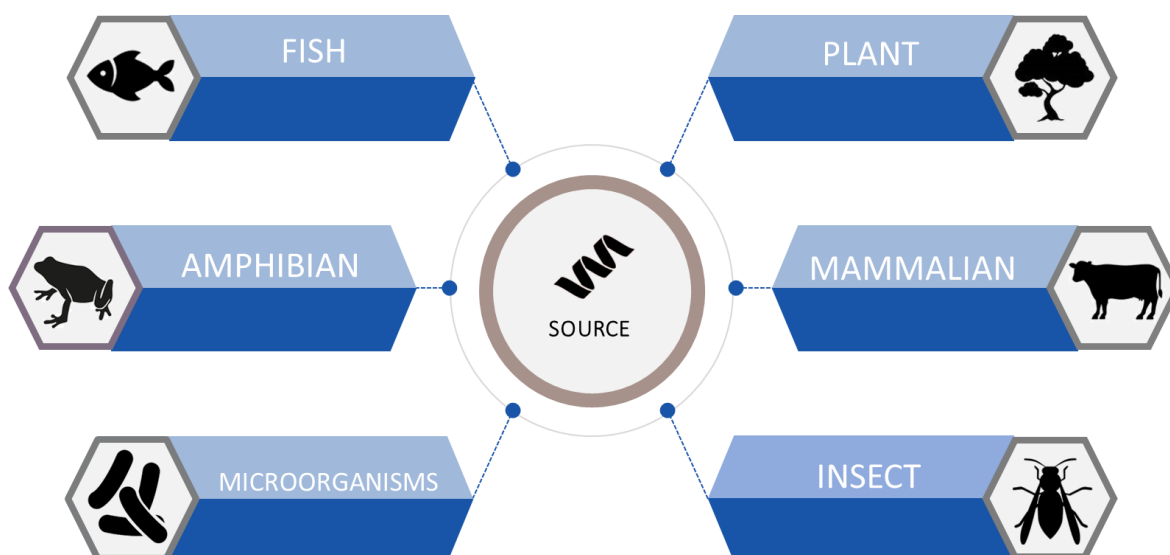 FISH
PLANT
AMPHIBIAN
MAMMALIAN
SOURCE
MICROORGANISMS
INSECT